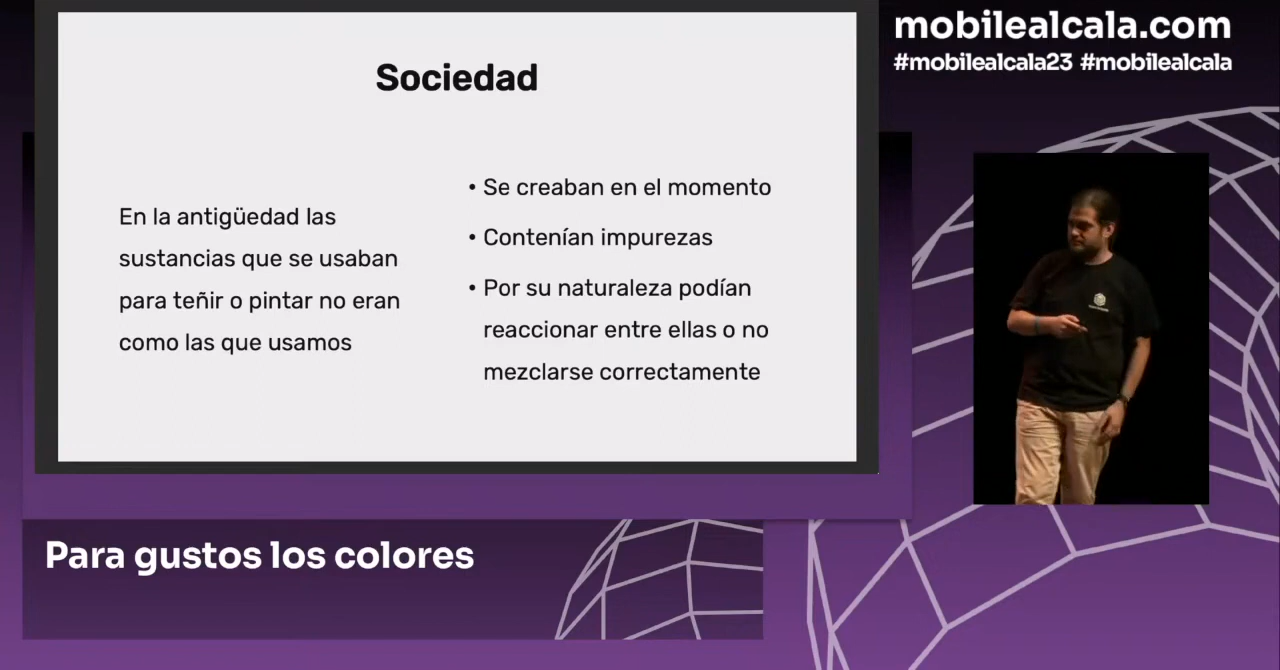 mobilealcala.com
#mobilealcala23 #mobilealcala
Sociedad
En la antigüedad las
sustancias que se usaban
para teñir o pintar no eran
como las que usamos
• Se creaban en el momento
• Contenían impurezas
• Por su naturaleza podían
reaccionar entre ellas o no
mezclarse correctamente
Para gustos los colores